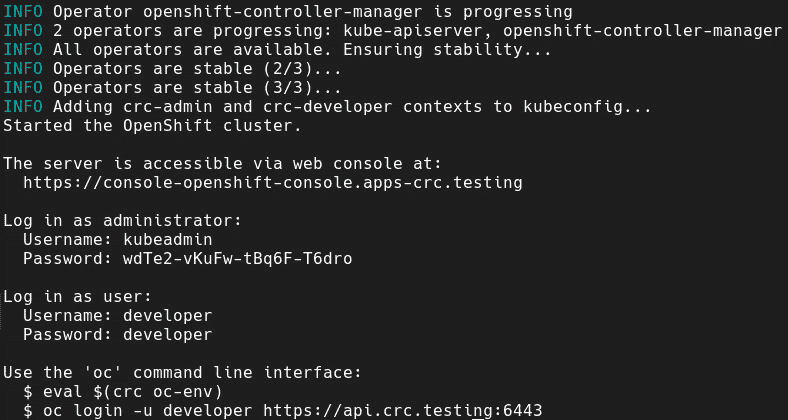 INFO Operator openshift-controller-manager is progressing
INFO 2 operators are progressing: kube-apiserver, openshift-controller-manager
INFO All operators are available. Ensuring stability...
INFO Operators are stable (2/3)...
INFO Operators are stable (3/3)...
INFO Adding crc-admin and crc-developer contexts to kubeconfig...
Started the OpenShift cluster.

The server is accessible via web console at:
  https://console-openshift-console.apps-crc.testing

Log in as administrator:
  Username: kubeadmin
  Password: wdTe2-vKuFw-tBq6F-T6dro

Log in as user:
  Username: developer
  Password: developer

Use the 'oc' command line interface:
  $ eval $(crc oc-env)
  $ oc login -u developer https://api.crc.testing:6443